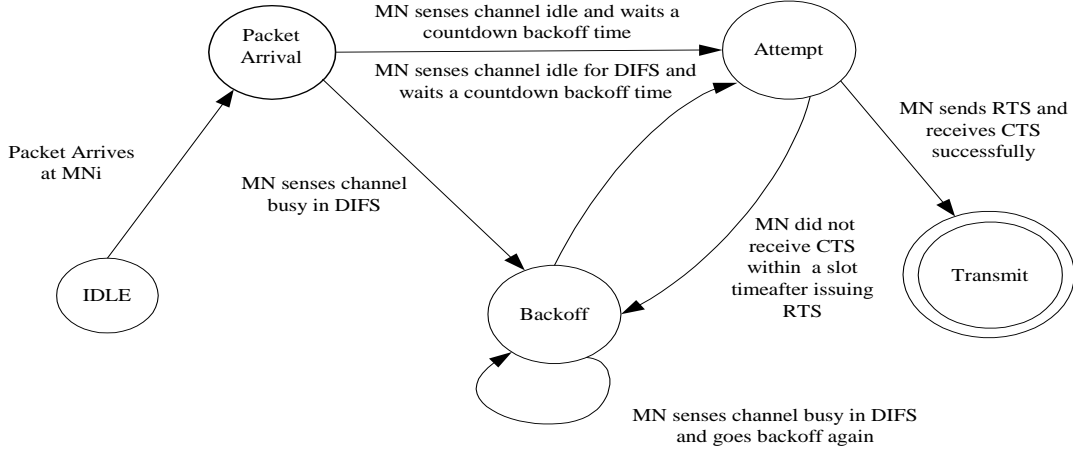 MN senses channel idle and waits a
countdown backoff time
Packet
Arrival
Attempt
MN senses channel idle for DIFS and
waits a countdown backoff time
MN sends RTS and
receives CTS
successfully
Packet Arrives
at MNi
MN senses channel
busy in DIFS
MN did not
receive CTS
within a slot
timeafter issuing
RTS
IDLE
Backoff
Transmit
MN senses channel busy in DIFS
and goes backoff again